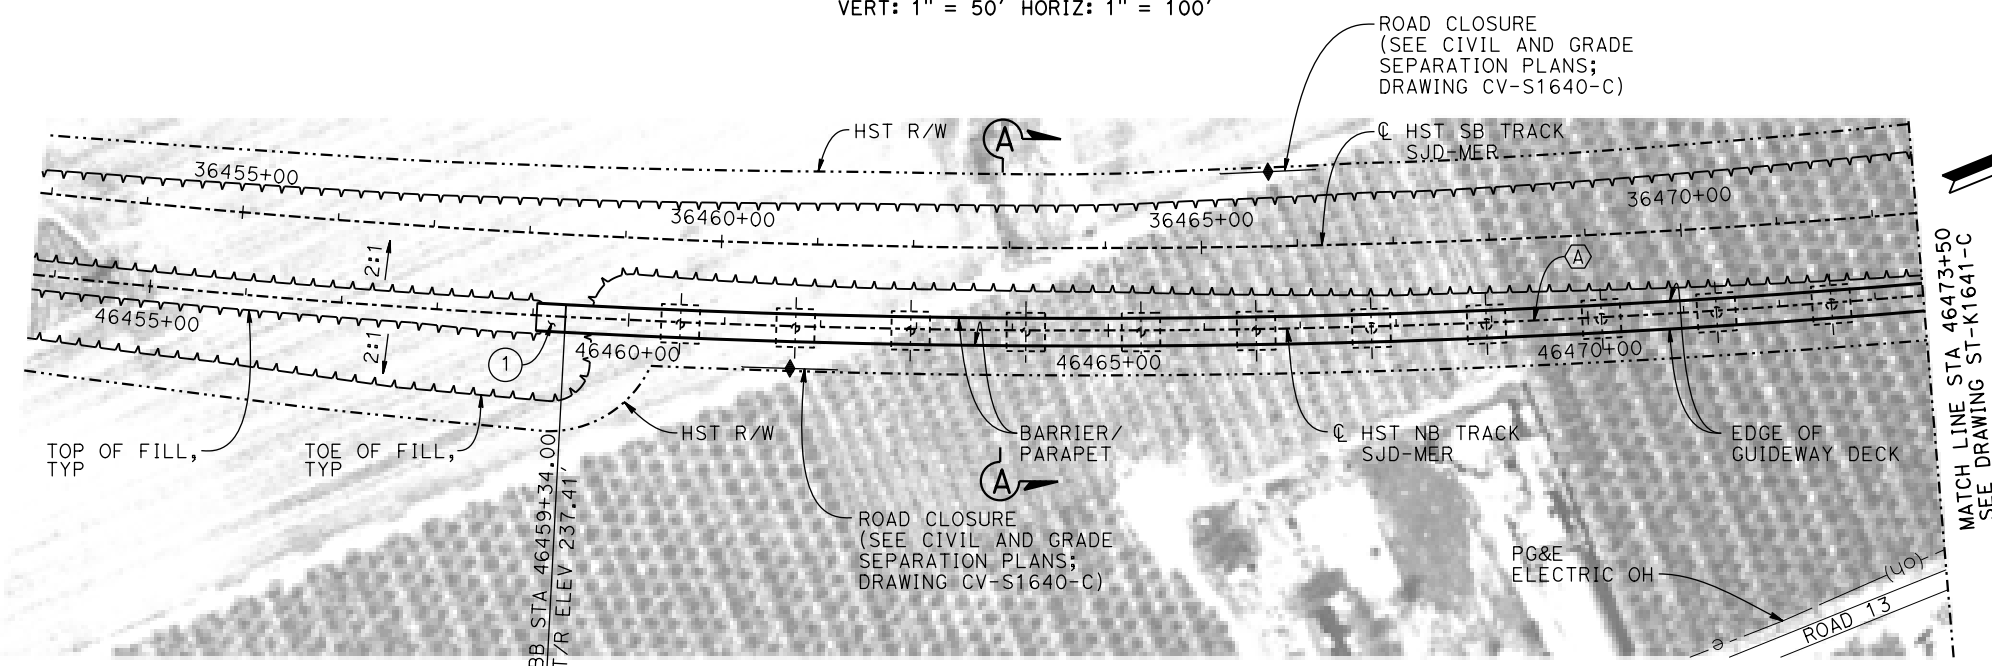 VERT: 1" = 50' HORIZ: 1" = 100'
ROAD CLOSURE
(SEE CIVIL AND GRADE
SEPARATION PLANS;
DRAWING CV-S1640-C)
HST R/W
A
℄ HST SB TRACK
SJD-MER
36455+00
36460+00
36465+00
36470+00
2:1
A
46455+00
2:1
1
46460+00
46465+00
46470+00
TOP OF FILL,
TYP
TOE OF FILL,
TYP
HST R/W
BARRIER/
PARAPET
A
℄ HST NB TRACK
SJD-MER
EDGE OF
GUIDEWAY DECK
MATCH LINE STA 46473+50
SEE DRAWING ST-K1641-C
BB STA 46459+34.00
T/R ELEV 237.41'
ROAD CLOSURE
(SEE CIVIL AND GRADE
SEPARATION PLANS;
DRAWING CV-S1640-C)
PG&E
ELECTRIC OH
e
(OH)
ROAD 13